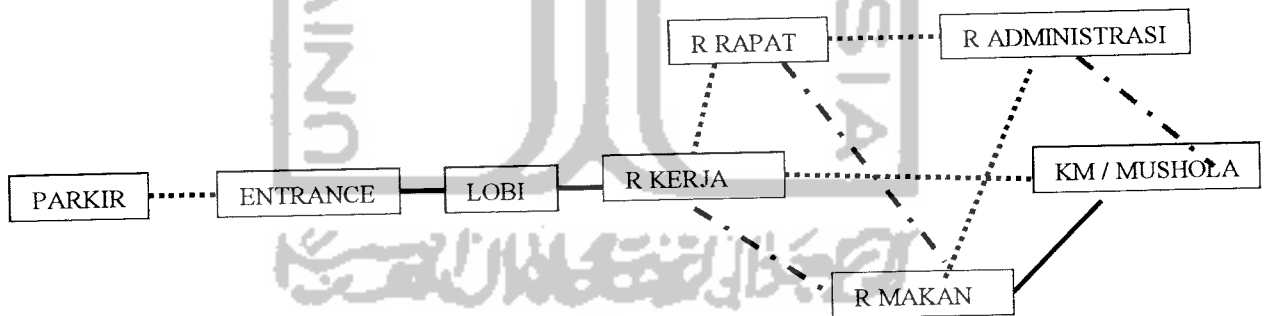 R RAPAT
R ADMINISTRASI
PARKIR
ENTRANCE
LOBI
R KERJA
KM / MUSHOLA
R MAKAN